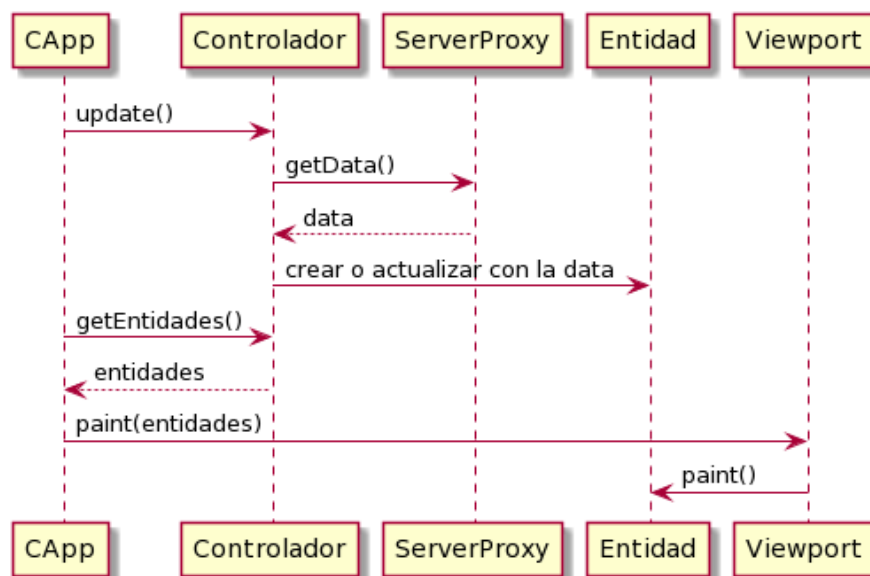 CApp Controlador ServerProxy Entidad Viewport
update()
getData()
data
crear o actualizar con la data
getEntidades()
entidades
paint(entidades)
paint()
CApp Controlador ServerProxy Entidad Viewport